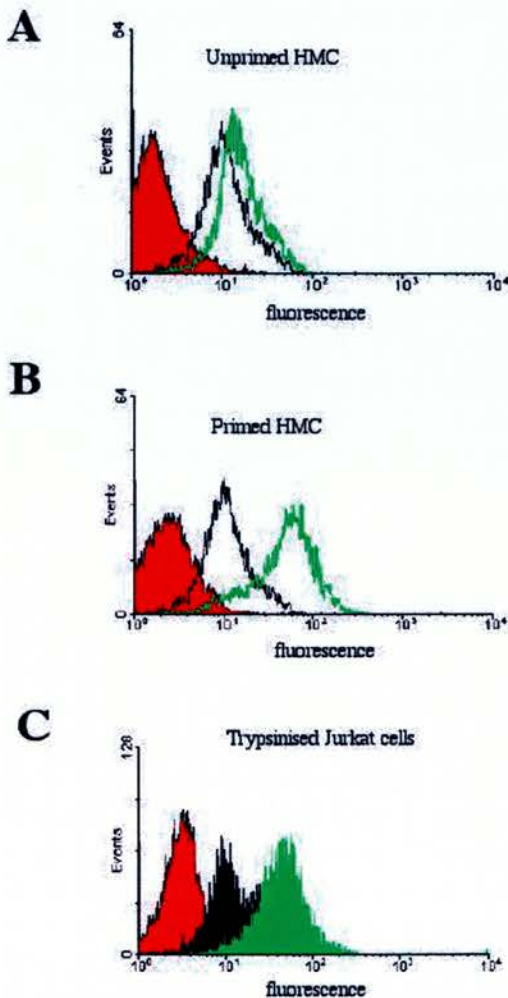 A
64
Unprimed HMC
Events
0
10⁰ 10¹ 10² 10³ 10⁴
fluorescence
B
64
Primed HMC
Events
0
10⁰ 10¹ 10² 10³ 10⁴
fluorescence
C
128
Trypsinised Jurkat cells
Events
0
10⁰ 10¹ 10² 10³ 10⁴
fluorescence